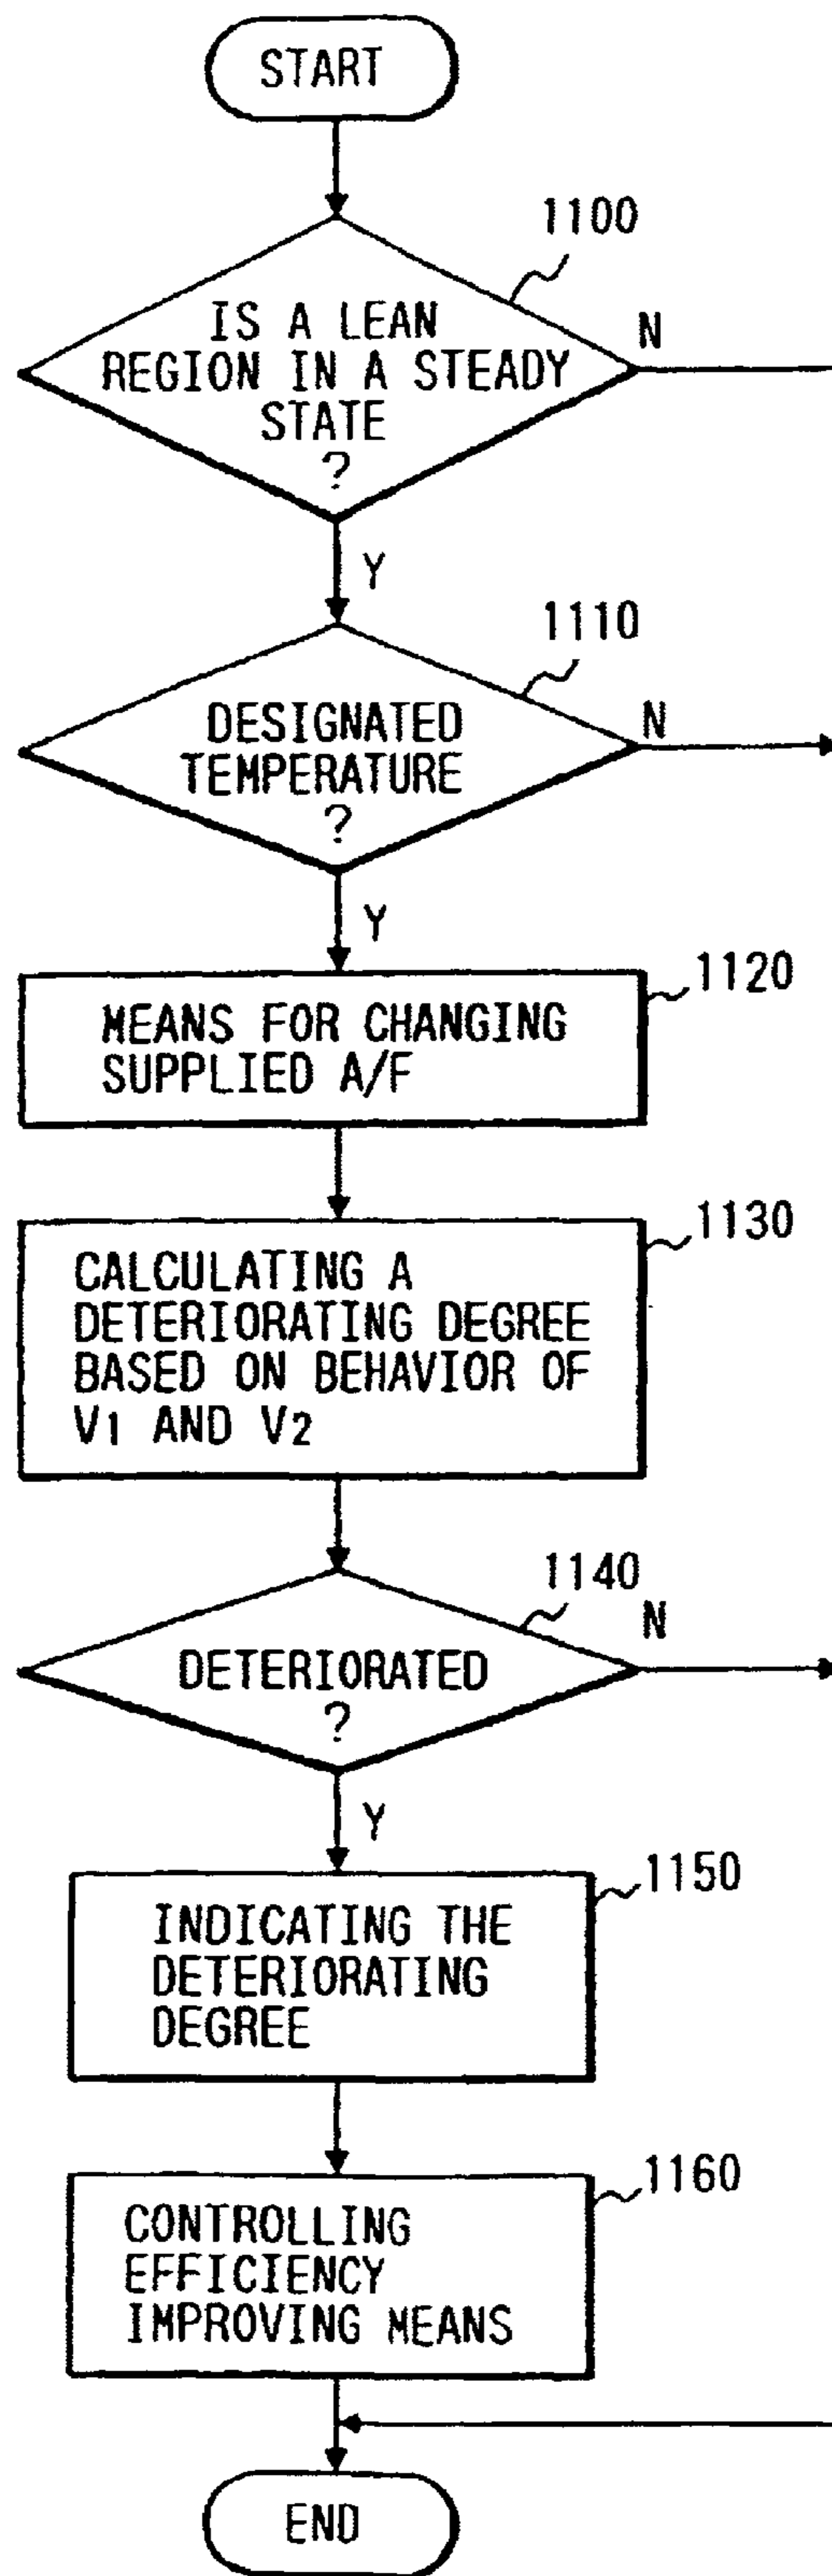 START
1100
IS A LEAN
REGION IN A STEADY
STATE
?
N
Y
1110
DESIGNATED
TEMPERATURE
?
N
Y
1120
MEANS FOR CHANGING
SUPPLIED A/F
1130
CALCULATING A
DETERIORATING DEGREE
BASED ON BEHAVIOR OF
V1 AND V2
1140
DETERIORATED
?
N
Y
1150
INDICATING THE
DETERIORATING
DEGREE
1160
CONTROLLING
EFFICIENCY
IMPROVING MEANS
END